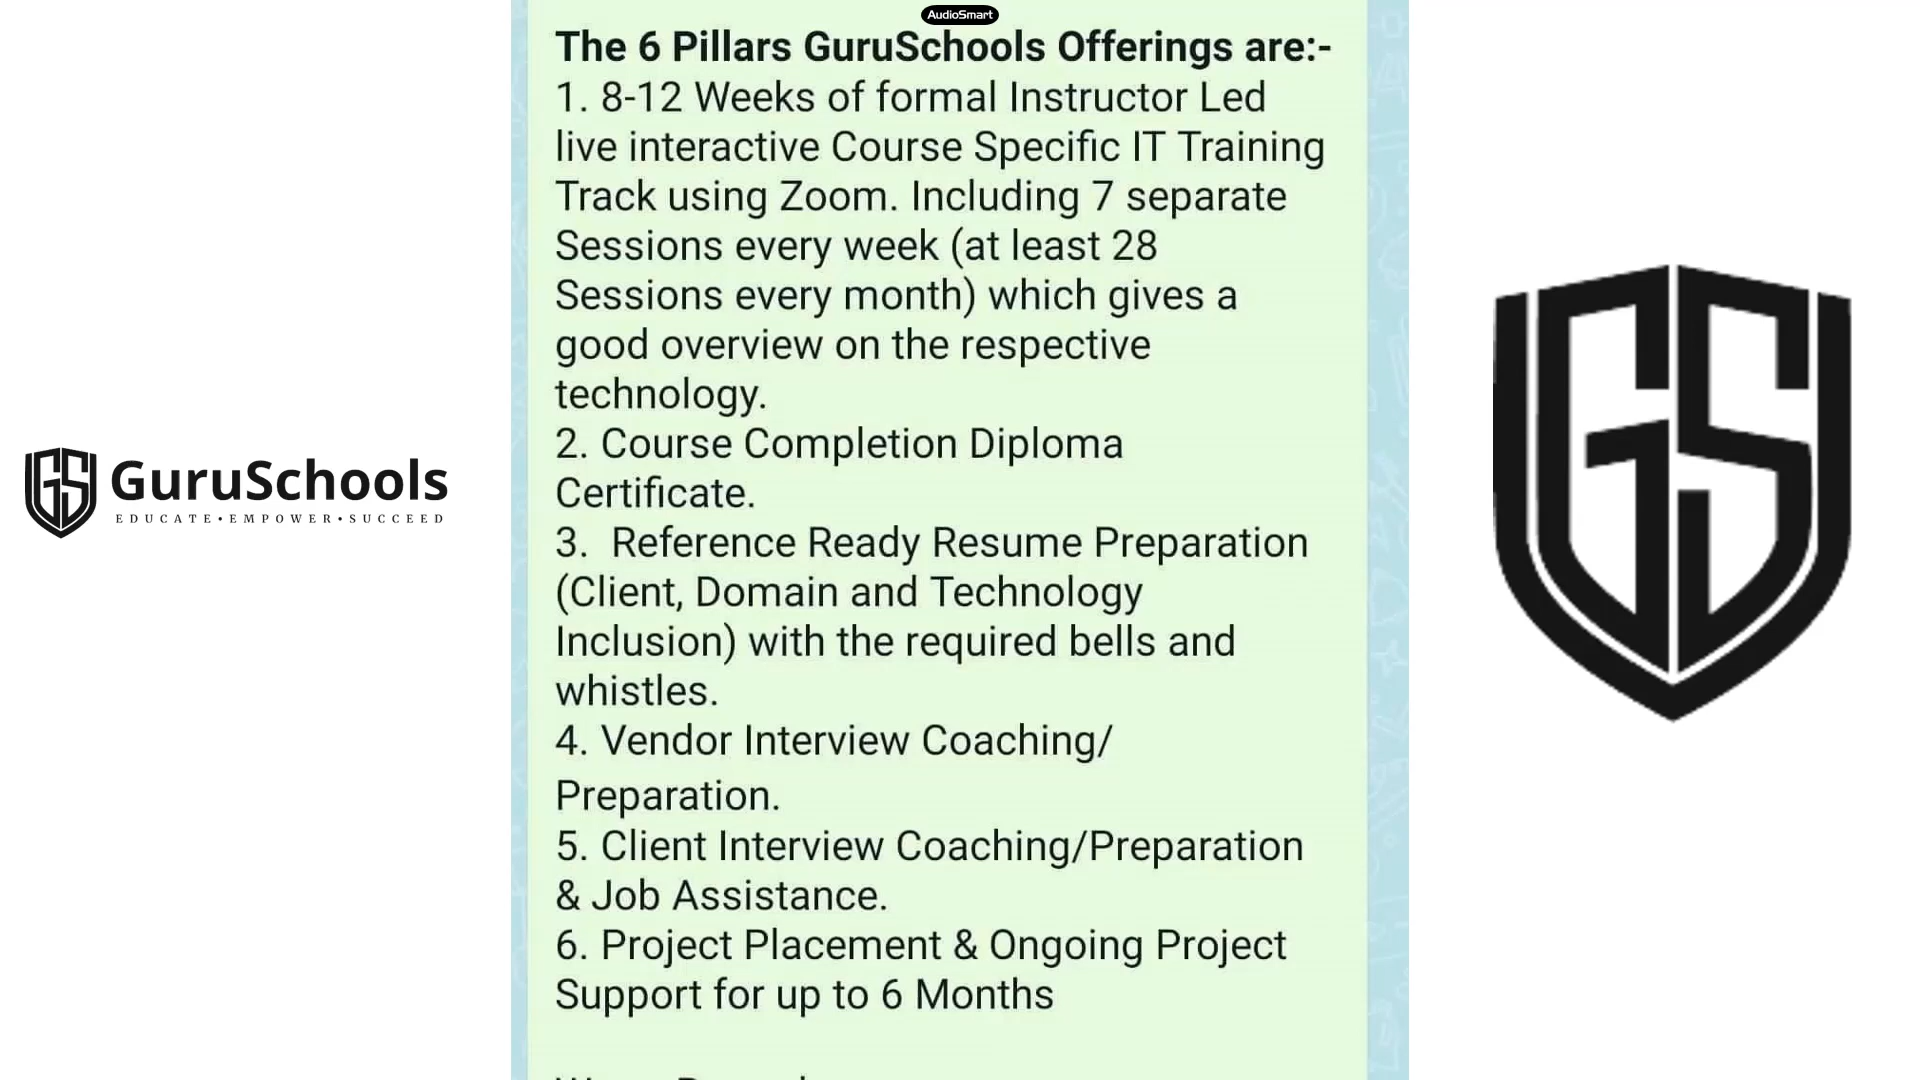 AudioSmart
The 6 Pillars GuruSchools Offerings are:-
1. 8-12 Weeks of formal Instructor Led
live interactive Course Specific IT Training
Track using Zoom. Including 7 separate
Sessions every week (at least 28
Sessions every month) which gives a
good overview on the respective
technology.
2. Course Completion Diploma
Certificate.
3.  Reference Ready Resume Preparation
(Client, Domain and Technology
Inclusion) with the required bells and
whistles.
4. Vendor Interview Coaching/
Preparation.
5. Client Interview Coaching/Preparation
& Job Assistance.
6. Project Placement & Ongoing Project
Support for up to 6 Months
GS GuruSchools
EDUCATE•EMPOWER•SUCCEED
GS